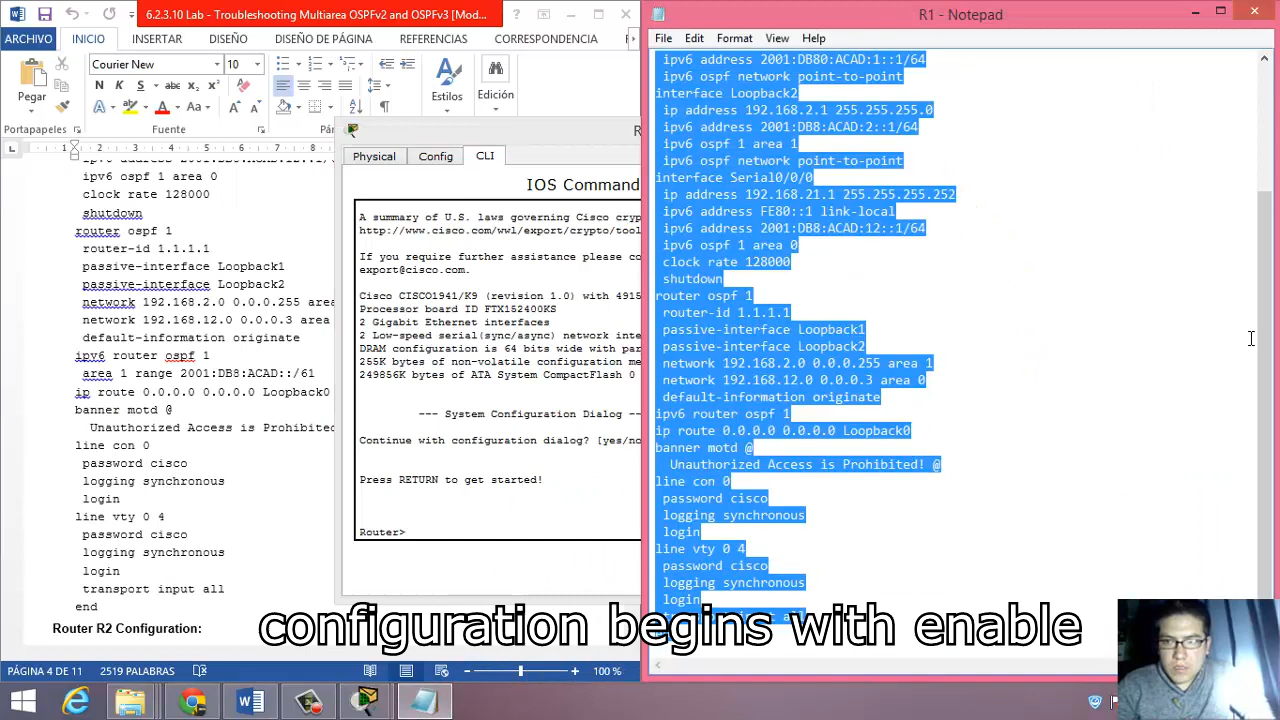 6.2.3.10 Lab - Troubleshooting Multiarea OSPFv2 and OSPFv3 [Mod...
ARCHIVO INICIO INSERTAR DISEÑO DISEÑO DE PÁGINA REFERENCIAS CORRESPONDENCIA
Courier New 10
Pegar
Estilos
Edición
Portapapeles Fuente
ipv6 ospf 1 area 0
clock rate 128000
shutdown
router ospf 1
router-id 1.1.1.1
passive-interface Loopback1
passive-interface Loopback2
network 192.168.2.0 0.0.0.255 area
network 192.168.12.0 0.0.0.3 area
default-information originate
ipv6 router ospf 1
area 1 range 2001:DB8:ACAD::/61
ip route 0.0.0.0 0.0.0.0 Loopback0
banner motd @
Unauthorized Access is Prohibited
line con 0
password cisco
logging synchronous
login
line vty 0 4
password cisco
logging synchronous
login
transport input all
end
Router R2 Configuration:
PÁGINA 4 DE 11 2519 PALABRAS 100 %
Physical Config CLI
IOS Command
A summary of U.S. laws governing Cisco cryp
http://www.cisco.com/wwl/export/crypto/tool
If you require further assistance please co
export@cisco.com.
Cisco CISCO1941/K9 (revision 1.0) with 4915
Processor board ID FTX152400KS
2 Gigabit Ethernet interfaces
2 Low-speed serial(sync/async) network inte
DRAM configuration is 64 bits wide with par
255K bytes of non-volatile configuration me
249856K bytes of ATA System CompactFlash 0
--- System Configuration Dialog --
Continue with configuration dialog? [yes/no
Press RETURN to get started!
Router>
R1 - Notepad
File Edit Format View Help
ipv6 address 2001:DB80:ACAD:1::1/64
ipv6 ospf network point-to-point
interface Loopback2
ip address 192.168.2.1 255.255.255.0
ipv6 address 2001:DB8:ACAD:2::1/64
ipv6 ospf 1 area 1
ipv6 ospf network point-to-point
interface Serial0/0/0
ip address 192.168.21.1 255.255.255.252
ipv6 address FE80::1 link-local
ipv6 address 2001:DB8:ACAD:12::1/64
ipv6 ospf 1 area 0
clock rate 128000
shutdown
router ospf 1
router-id 1.1.1.1
passive-interface Loopback1
passive-interface Loopback2
network 192.168.2.0 0.0.0.255 area 1
network 192.168.12.0 0.0.0.3 area 0
default-information originate
ipv6 router ospf 1
ip route 0.0.0.0 0.0.0.0 Loopback0
banner motd @
Unauthorized Access is Prohibited! @
line con 0
password cisco
logging synchronous
login
line vty 0 4
password cisco
logging synchronous
login
configuration begins with enable